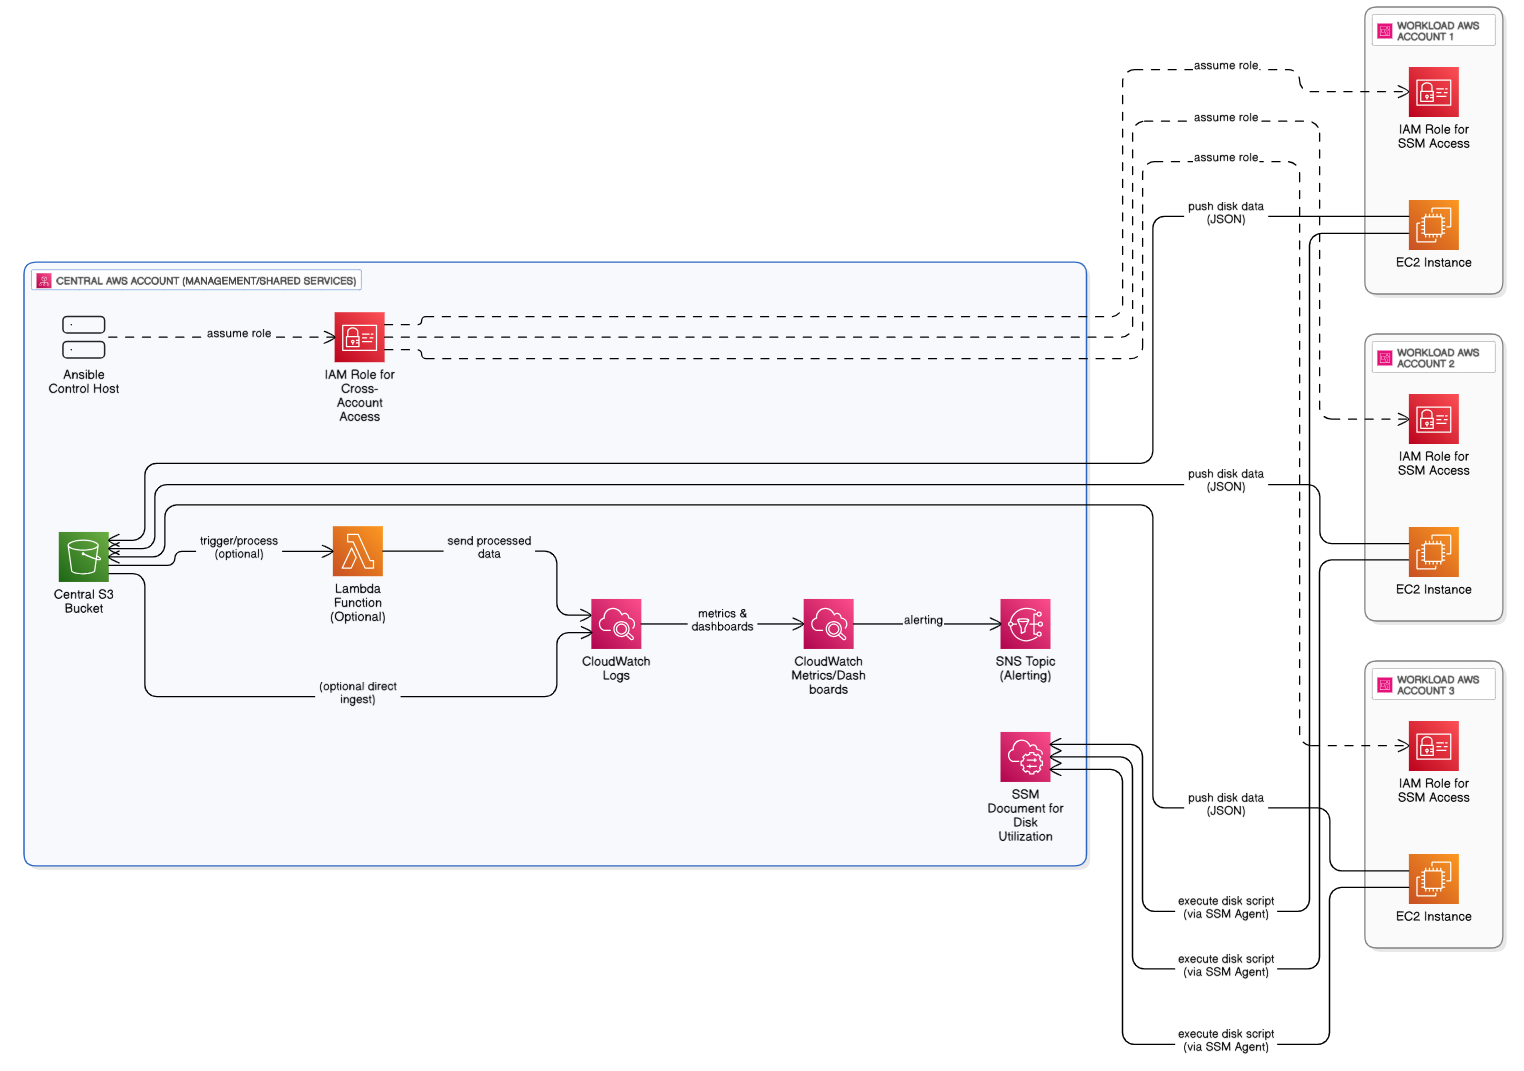 WORKLOAD AWS
ACCOUNT 1
assume role
IAM Role for
SSM Access
assume role
assume role
push disk data
(JSON)
EC2 Instance
CENTRAL AWS ACCOUNT (MANAGEMENT/SHARED SERVICES)
assume role
Ansible
Control Host
IAM Role for
Cross-
Account
Access
WORKLOAD AWS
ACCOUNT 2
IAM Role for
SSM Access
push disk data
(JSON)
EC2 Instance
trigger/process
(optional)
send processed
data
Central S3
Bucket
Lambda
Function
(Optional)
metrics &
dashboards
alerting
CloudWatch
Logs
CloudWatch
Metrics/Dash
boards
SNS Topic
(Alerting)
(optional direct
ingest)
WORKLOAD AWS
ACCOUNT 3
IAM Role for
SSM Access
SSM
Document for
Disk
Utilization
push disk data
(JSON)
EC2 Instance
execute disk script
(via SSM Agent)
execute disk script
(via SSM Agent)
execute disk script
(via SSM Agent)